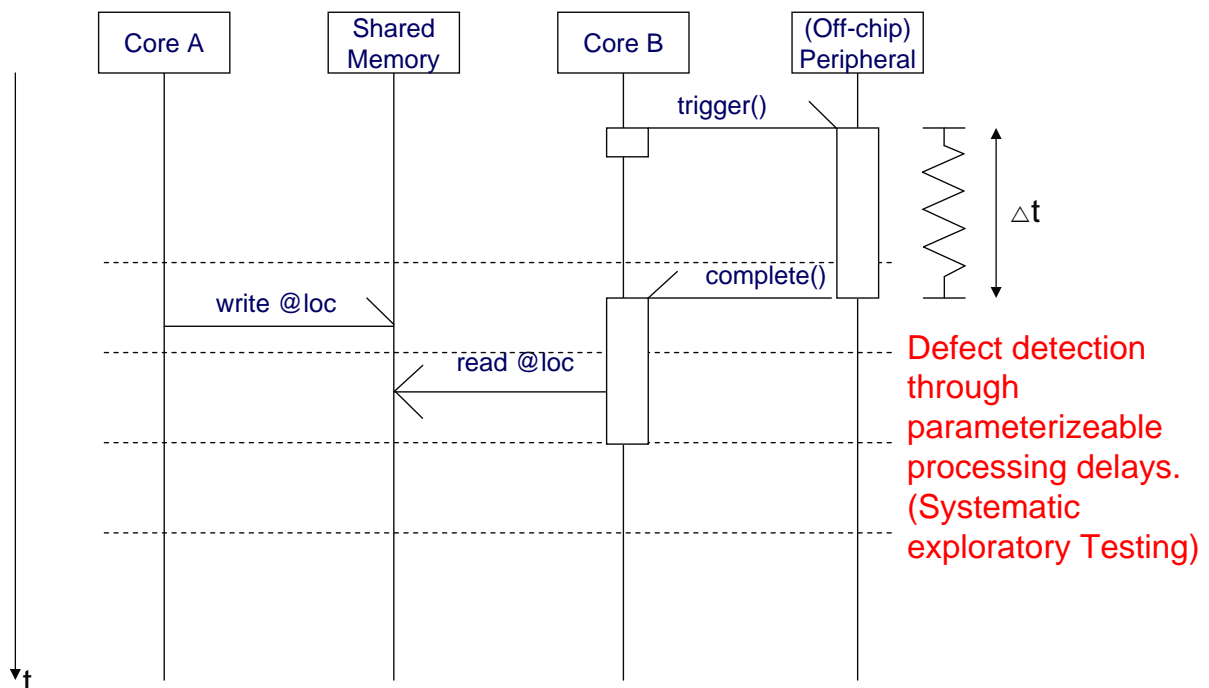 Core A
Shared
Memory
Core B
(Off-chip)
Peripheral
trigger()
△t
complete()
write @loc
read @loc
Defect detection
through
parameterizeable
processing delays.
(Systematic
exploratory Testing)
t